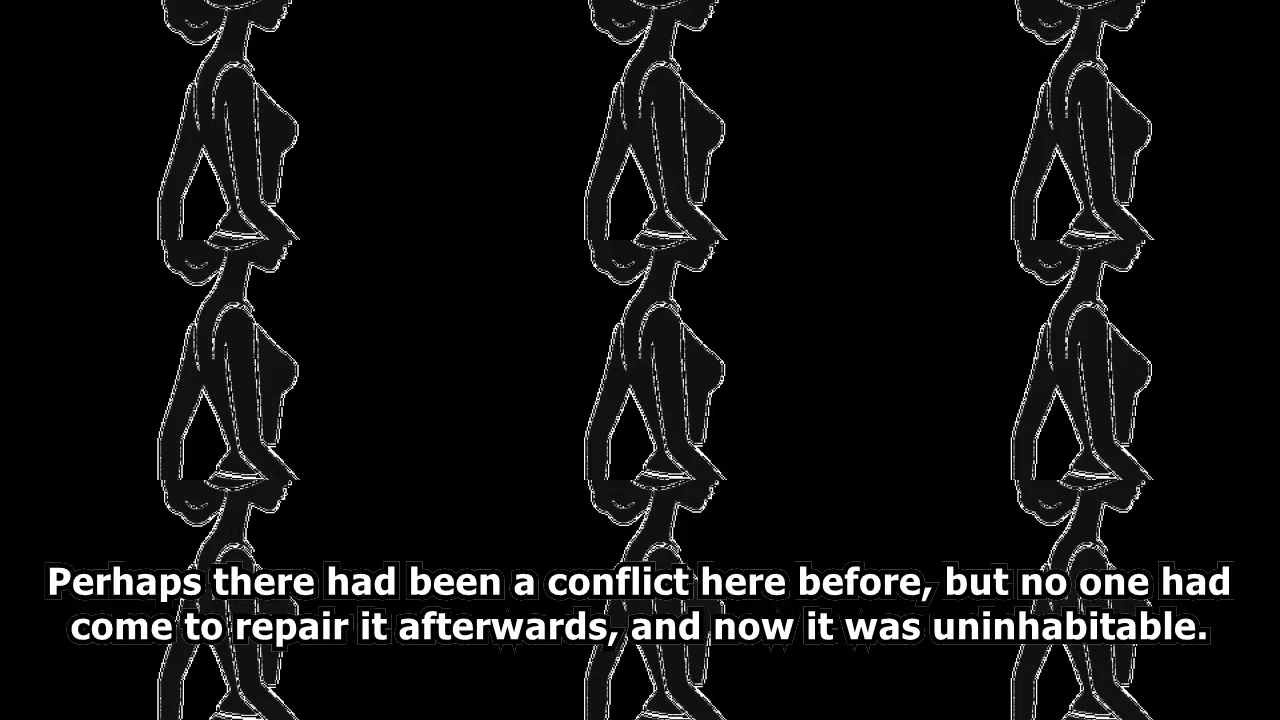 Perhaps there had been a conflict here before, but no one had
come to repair it afterwards, and now it was uninhabitable.